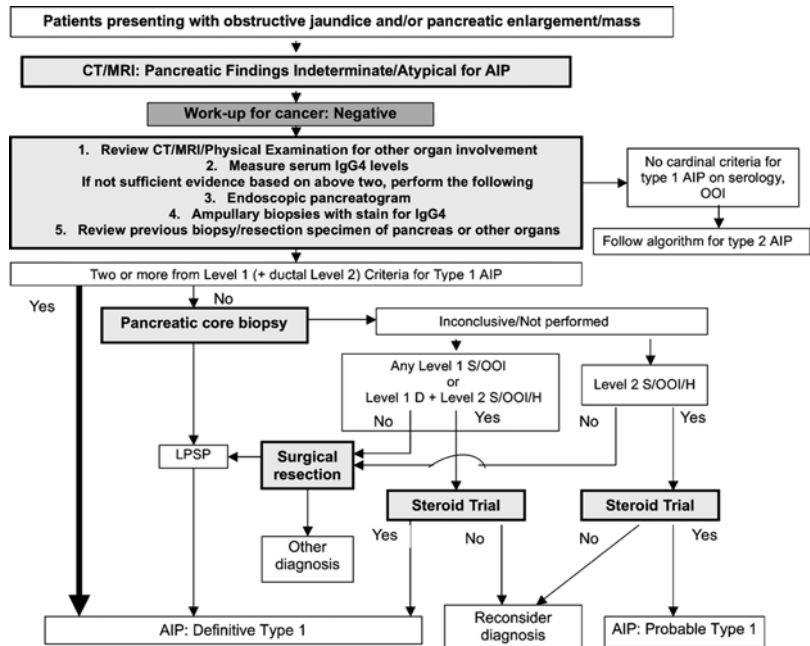 Patients presenting with obstructive jaundice and/or pancreatic enlargement/mass
CT/MRI: Pancreatic Findings Indeterminate/Atypical for AIP
Work-up for cancer: Negative
1. Review CT/MRI/Physical Examination for other organ involvement
2. Measure serum IgG4 levels
If not sufficient evidence based on above two, perform the following
3. Endoscopic pancreatogram
4. Ampullary biopsies with stain for IgG4
5. Review previous biopsy/resection specimen of pancreas or other organs
No cardinal criteria for
type 1 AIP on serology,
OOI
Follow algorithm for type 2 AIP
Two or more from Level 1 (+ ductal Level 2) Criteria for Type 1 AIP
Yes
No
Pancreatic core biopsy
Inconclusive/Not performed
Any Level 1 S/OOI
or
Level 1 D + Level 2 S/OOI/H
Level 2 S/OOI/H
No
Yes
No
Yes
LPSP
Surgical
resection
Steroid Trial
Steroid Trial
Other
diagnosis
Yes
No
No
Yes
AIP: Definitive Type 1
Reconsider
diagnosis
AIP: Probable Type 1